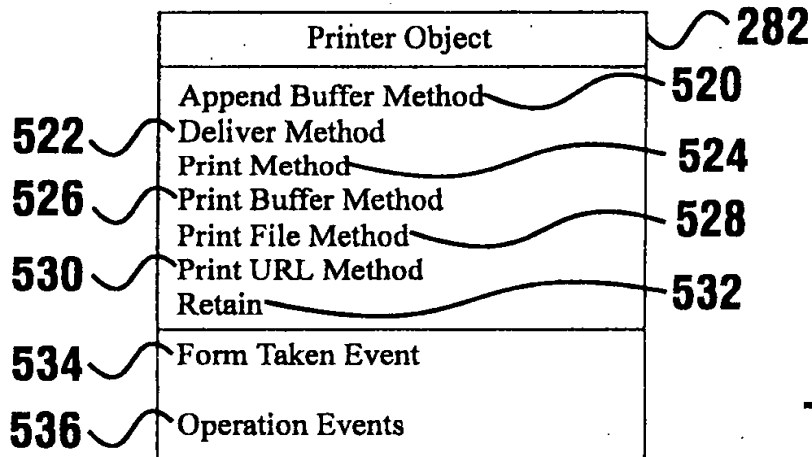 Printer Object 282
Append Buffer Method 520
522 Deliver Method
Print Method 524
526 Print Buffer Method
Print File Method 528
530 Print URL Method
Retain 532
534 Form Taken Event
536 Operation Events